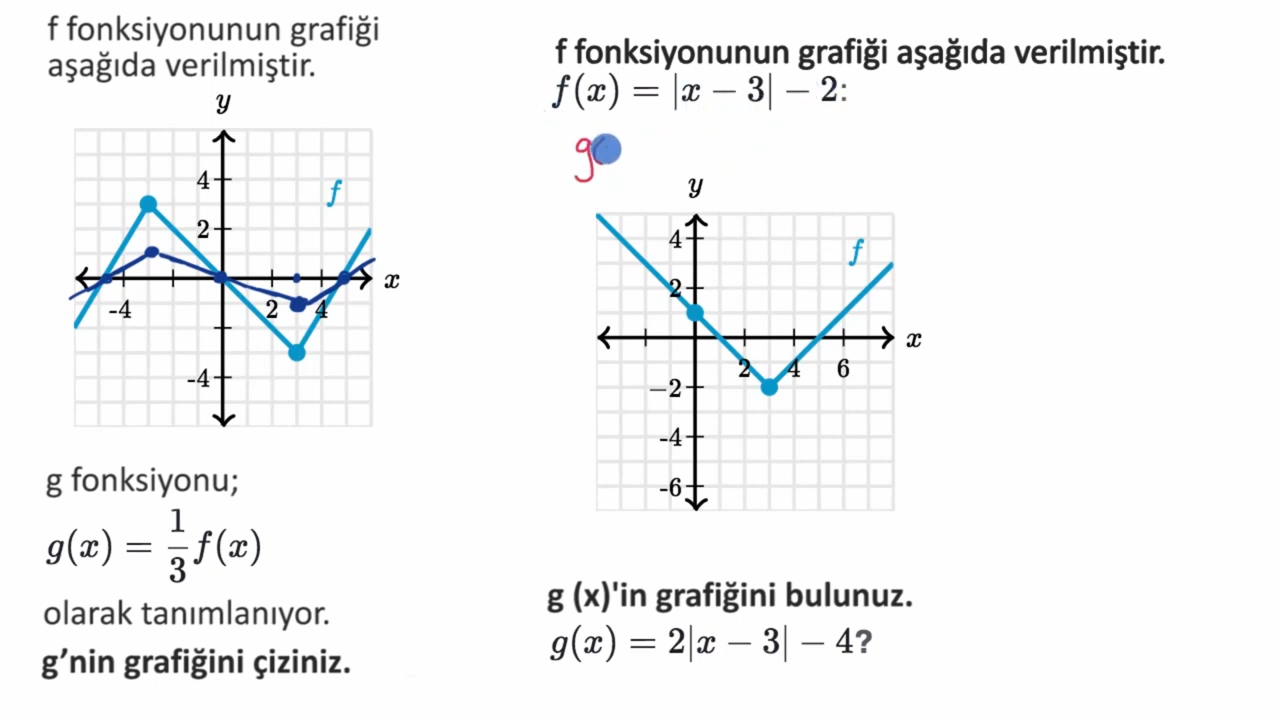 f fonksiyonunun grafiği
aşağıda verilmiştir.
y
4
f
2
x
-4
2
4
-4
g fonksiyonu;
g(x) = 1/3 f(x)
olarak tanımlanıyor.
g’nin grafiğini çiziniz.
f fonksiyonunun grafiği aşağıda verilmiştir.
f(x) = |x − 3| − 2:
g
y
4
f
2
x
2
4
6
−2
-4
-6
g (x)'in grafiğini bulunuz.
g(x) = 2|x − 3| − 4?